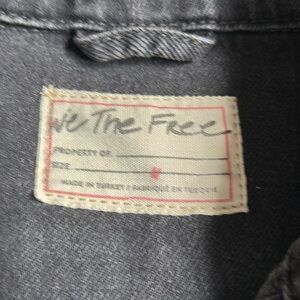 We The Free
PROPERTY OF
SIZE
MADE IN TURKEY / FABRIQUÉ EN TURQUIE